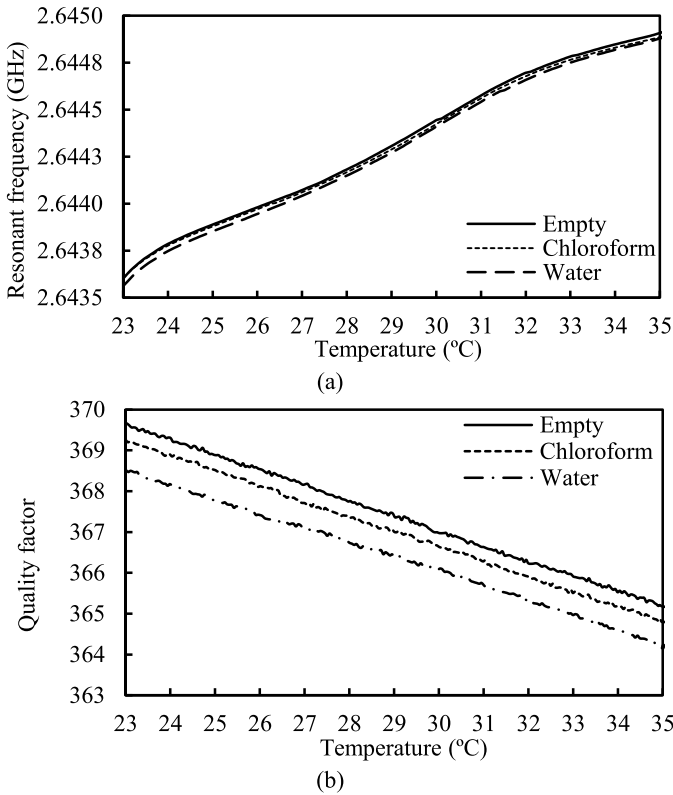 2.6450
2.6448
2.6445
2.6443
2.6440
2.6438
2.6435
Resonant frequency (GHz)
Empty
Chloroform
Water
23 24 25 26 27 28 29 30 31 32 33 34 35
Temperature (ºC)
(a)
370
369
368
367
366
365
364
363
Quality factor
Empty
Chloroform
Water
23 24 25 26 27 28 29 30 31 32 33 34 35
Temperature (ºC)
(b)